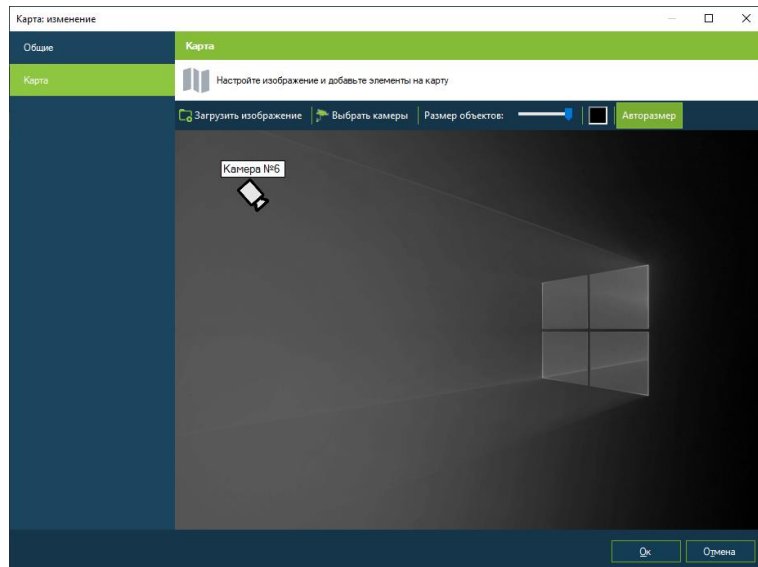 Карта: изменение
Общие
Карта
Карта
Настройте изображение и добавьте элементы на карту
Загрузить изображение Выбрать камеры Размер объектов: Авторазмер
Камера №6
Ок Отмена